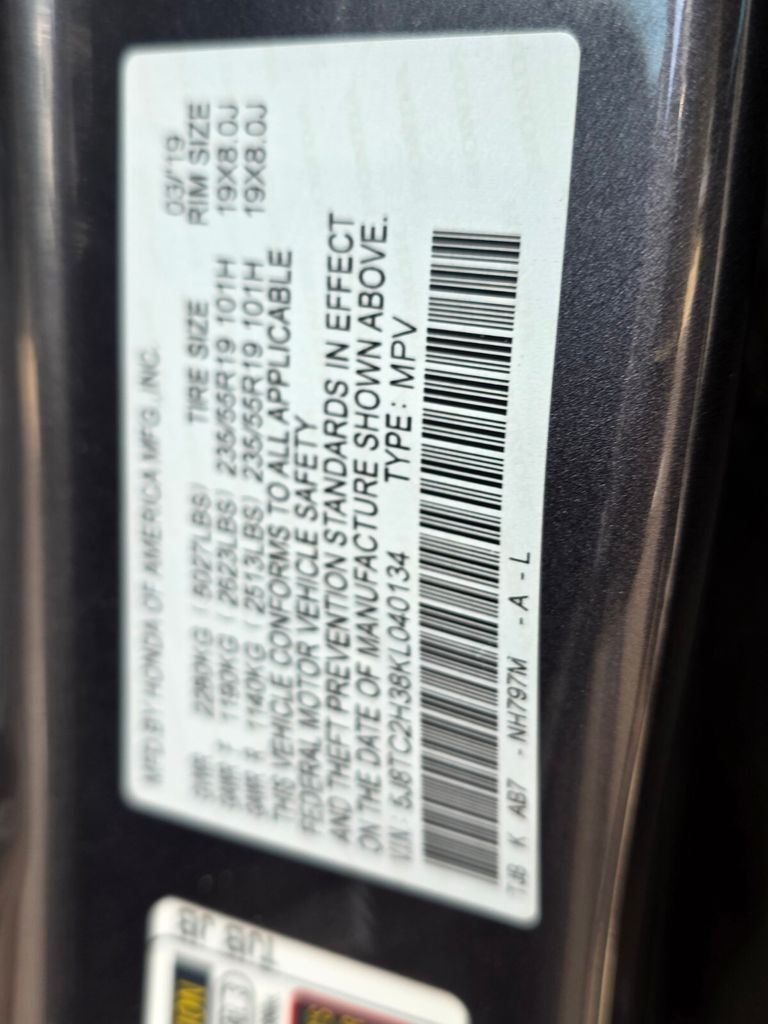 MFD.BY HONDA OF AMERICA MFG.,INC.
03/'19
TIRE SIZE RIM SIZE
GVWR 2280KG ( 5027LBS)
GAWR F 1190KG ( 2623LBS) 235/55R19 101H 19X8.0J
GAWR R 1140KG ( 2513LBS) 235/55R19 101H 19X8.0J
THIS VEHICLE CONFORMS TO ALL APPLICABLE
FEDERAL MOTOR VEHICLE SAFETY
AND THEFT PREVENTION STANDARDS IN EFFECT
ON THE DATE OF MANUFACTURE SHOWN ABOVE.
V.I.N.: 5J8TC2H38KL040134 TYPE: MPV
TJB K AB7 - NH797M - A - L